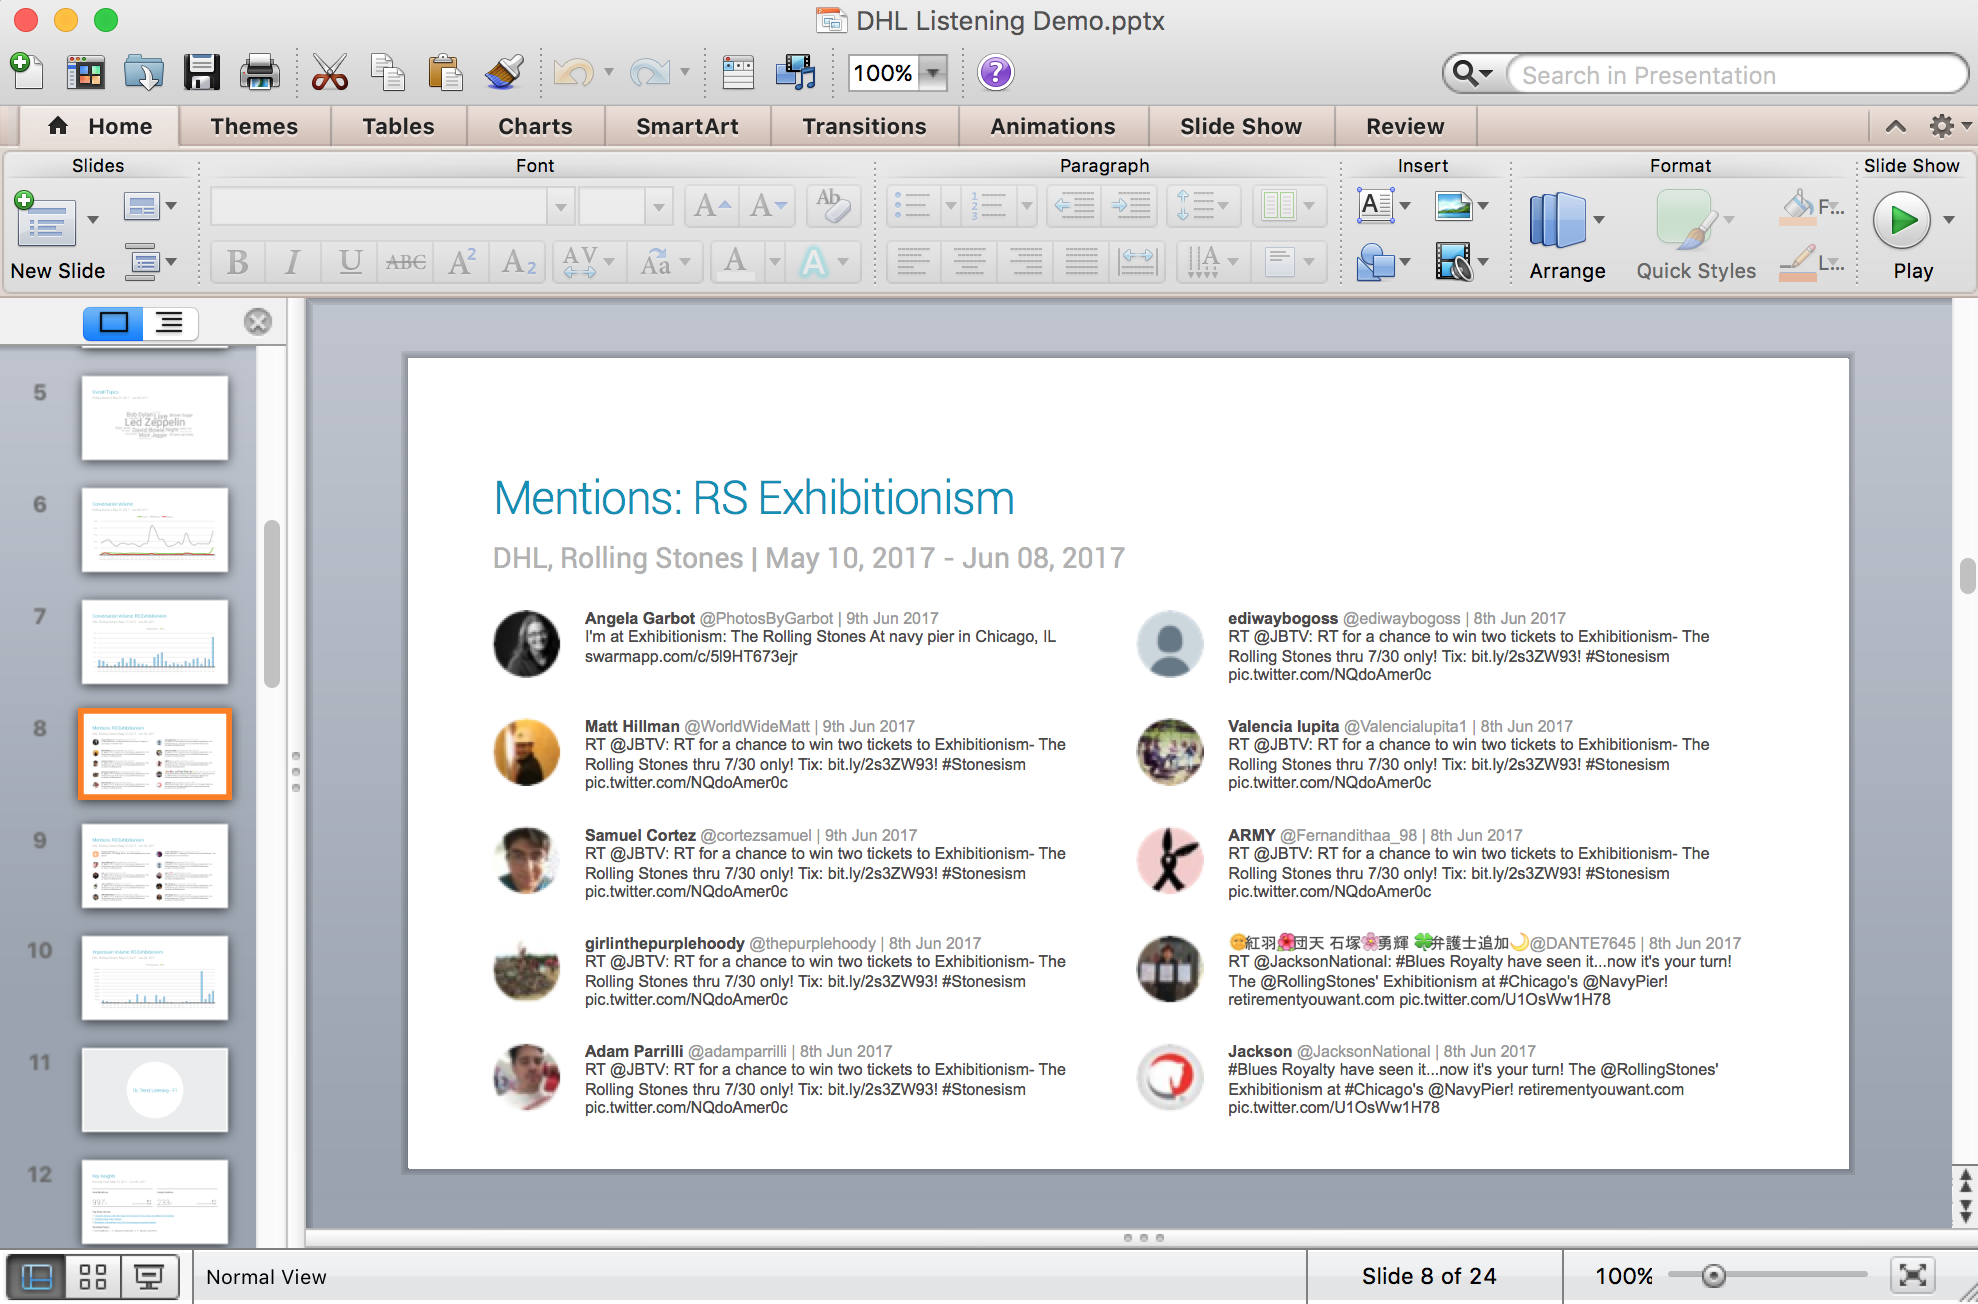 DHL Listening Demo.pptx
100%
Search in Presentation
Home
Themes
Tables
Charts
SmartArt
Transitions
Animations
Slide Show
Review
Slides
Font
Paragraph
Insert
Format
Slide Show
New Slide
Arrange
Quick Styles
F...
L...
Play
B I U ABC A2 A2
5
Led Zeppelin
6
7
8
9
10
11
12
Mentions: RS Exhibitionism
DHL, Rolling Stones | May 10, 2017 - Jun 08, 2017
Angela Garbot @PhotosByGarbot | 9th Jun 2017
I'm at Exhibitionism: The Rolling Stones At navy pier in Chicago, IL
swarmapp.com/c/5l9HT673ejr
Matt Hillman @WorldWideMatt | 9th Jun 2017
RT @JBTV: RT for a chance to win two tickets to Exhibitionism- The
Rolling Stones thru 7/30 only! Tix: bit.ly/2s3ZW93! #Stonesism
pic.twitter.com/NQdoAmer0c
Samuel Cortez @cortezsamuel | 9th Jun 2017
RT @JBTV: RT for a chance to win two tickets to Exhibitionism- The
Rolling Stones thru 7/30 only! Tix: bit.ly/2s3ZW93! #Stonesism
pic.twitter.com/NQdoAmer0c
girlinthepurplehoody @thepurplehoody | 8th Jun 2017
RT @JBTV: RT for a chance to win two tickets to Exhibitionism- The
Rolling Stones thru 7/30 only! Tix: bit.ly/2s3ZW93! #Stonesism
pic.twitter.com/NQdoAmer0c
Adam Parrilli @adamparrilli | 8th Jun 2017
RT @JBTV: RT for a chance to win two tickets to Exhibitionism- The
Rolling Stones thru 7/30 only! Tix: bit.ly/2s3ZW93! #Stonesism
pic.twitter.com/NQdoAmer0c
ediwaybogoss @ediwaybogoss | 8th Jun 2017
RT @JBTV: RT for a chance to win two tickets to Exhibitionism- The
Rolling Stones thru 7/30 only! Tix: bit.ly/2s3ZW93! #Stonesism
pic.twitter.com/NQdoAmer0c
Valencia lupita @Valencialupita1 | 8th Jun 2017
RT @JBTV: RT for a chance to win two tickets to Exhibitionism- The
Rolling Stones thru 7/30 only! Tix: bit.ly/2s3ZW93! #Stonesism
pic.twitter.com/NQdoAmer0c
ARMY @Fernandithaa_98 | 8th Jun 2017
RT @JBTV: RT for a chance to win two tickets to Exhibitionism- The
Rolling Stones thru 7/30 only! Tix: bit.ly/2s3ZW93! #Stonesism
pic.twitter.com/NQdoAmer0c
🌞紅羽🌺団天 石塚🌸勇輝 🍀弁護士追加🌙@DANTE7645 | 8th Jun 2017
RT @JacksonNational: #Blues Royalty have seen it...now it's your turn!
The @RollingStones' Exhibitionism at #Chicago's @NavyPier!
retirementyouwant.com pic.twitter.com/U1OsWw1H78
Jackson @JacksonNational | 8th Jun 2017
#Blues Royalty have seen it...now it's your turn! The @RollingStones'
Exhibitionism at #Chicago's @NavyPier! retirementyouwant.com
pic.twitter.com/U1OsWw1H78
Normal View
Slide 8 of 24
100%